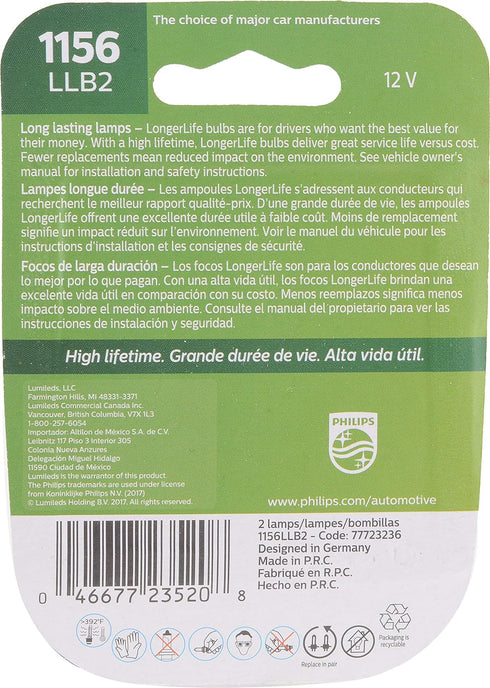 The choice of major car manufacturers
1156
LLB2
12 V
Long lasting lamps – LongerLife bulbs are for drivers who want the best value for
their money. With a high lifetime, LongerLife bulbs deliver great service life versus cost.
Fewer replacements mean reduced impact on the environment. See vehicle owner's
manual for installation and safety instructions.
Lampes longue durée – Les ampoules LongerLife s'adressent aux conducteurs qui
recherchent le meilleur rapport qualité-prix. D'une grande durée de vie, les ampoules
LongerLife offrent une excellente durée utile à faible coût. Moins de remplacement
signifie un impact réduit sur l'environnement. Voir le manuel du véhicule pour les
instructions d'installation et les consignes de sécurité.
Focos de larga duración – Los focos LongerLife son para los conductores que desean
lo mejor por lo que pagan. Con una alta vida útil, los focos LongerLife brindan una
excelente vida útil en comparación con su costo. Menos reemplazos significa menos
impacto sobre el medio ambiente. Consulte el manual del propietario para ver las
instrucciones de instalación y seguridad.
High lifetime. Grande durée de vie. Alta vida útil.
Lumileds, LLC
Farmington Hills, MI 48331-3371
Lumileds Commercial Canada Inc.
Vancouver, British Columbia, V7X 1L3
1-800-257-6054
Importador: Altilon de México S.A. de C.V.
Leibnitz 117 Piso 3 Interior 305
Colonia Nueva Anzures
Delegación Miguel Hidalgo
11590 Ciudad de México
Lumileds is the warrantor of this product.
The Philips trademarks are used under license
from Koninklijke Philips N.V. (2017)
© Lumileds Holding B.V. 2017. All rights reserved.
PHILIPS
www.philips.com/automotive
2 lamps/lampes/bombillas
1156LLB2 - Code: 77723236
Designed in Germany
Made in P.R.C.
Fabriqué en R.P.C.
Hecho en P.R.C.
0 46677 23520 8
>392°F
Replace in pair
Packaging is
recyclable